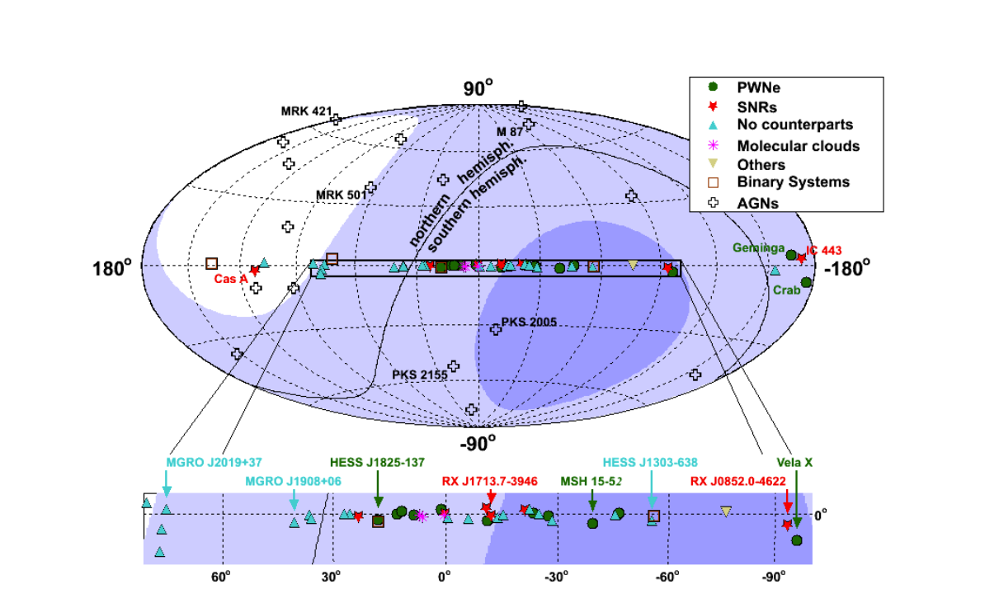 90°
PWNe
SNRs
No counterparts
Molecular clouds
Others
Binary Systems
AGNs
MRK 421
M 87
MRK 501
northern hemisph.
southern hemisph.
Geminga
IC 443
180°
-180°
Cas A
Crab
PKS 2005
PKS 2155
-90°
MGRO J2019+37
HESS J1825-137
HESS J1303-638
Vela X
MGRO J1908+06
RX J1713.7-3946
MSH 15-52
RX J0852.0-4622
0°
60°
30°
0°
-30°
-60°
-90°